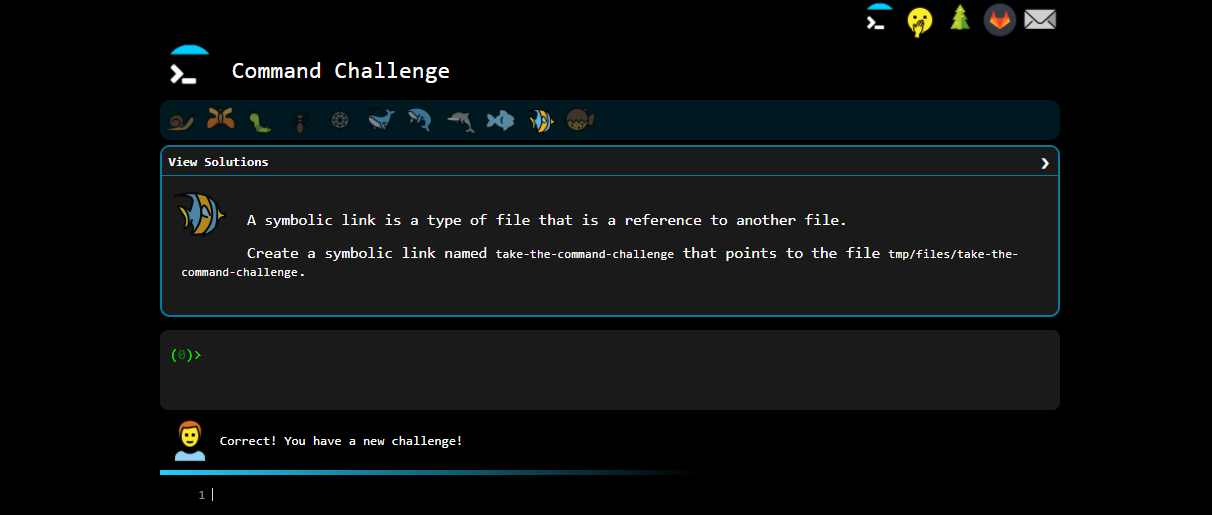 Command Challenge
View Solutions
A symbolic link is a type of file that is a reference to another file.
Create a symbolic link named take-the-command-challenge that points to the file tmp/files/take-the-
command-challenge.
(0)>
Correct! You have a new challenge!
1